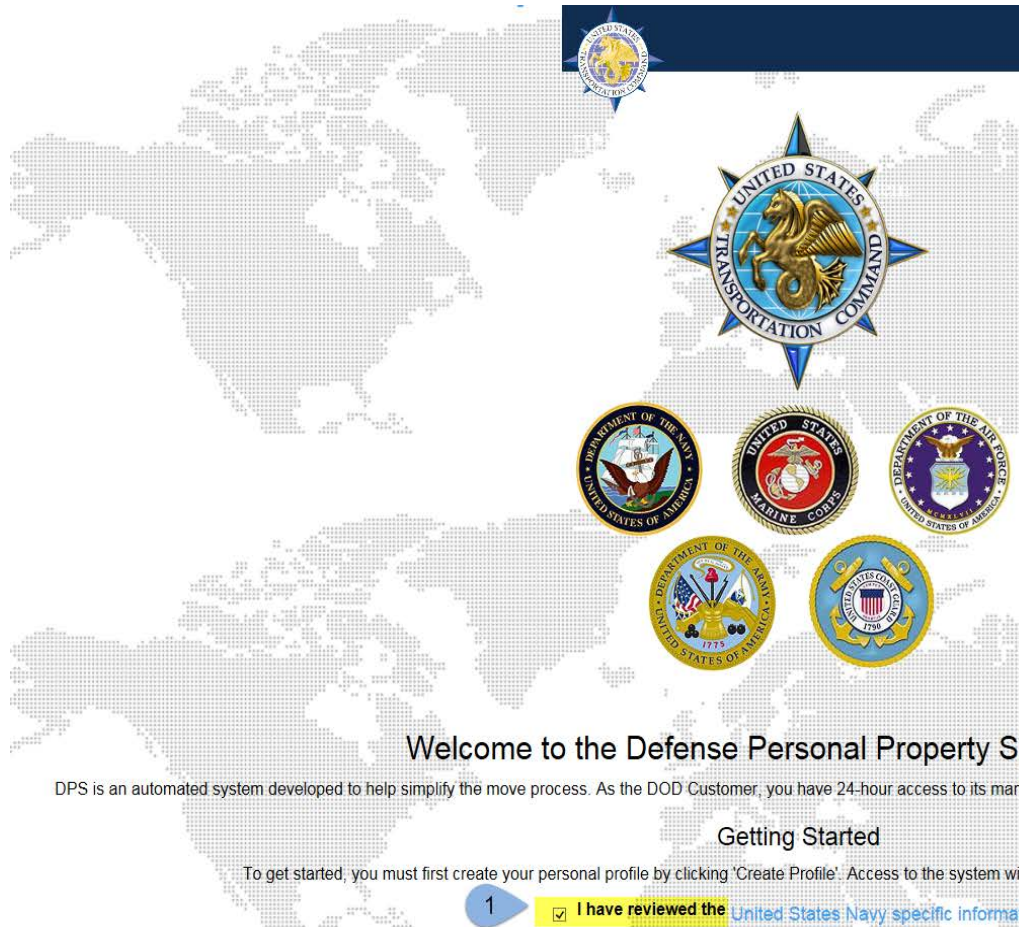 UNITED STATES
TRANSPORTATION COMMAND
UNITED STATES
TRANSPORTATION COMMAND
DEPARTMENT OF THE NAVY
UNITED STATES OF AMERICA
UNITED STATES
MARINE CORPS
DEPARTMENT OF THE AIR FORCE
MCMXLVII
UNITED STATES OF AMERICA
DEPARTMENT OF THE ARMY
1775
UNITED STATES OF AMERICA
UNITED STATES COAST GUARD
1790
Welcome to the Defense Personal Property S
DPS is an automated system developed to help simplify the move process. As the DOD Customer, you have 24-hour access to its mar
Getting Started
To get started, you must first create your personal profile by clicking 'Create Profile'. Access to the system wi
1 I have reviewed the United States Navy specific informa